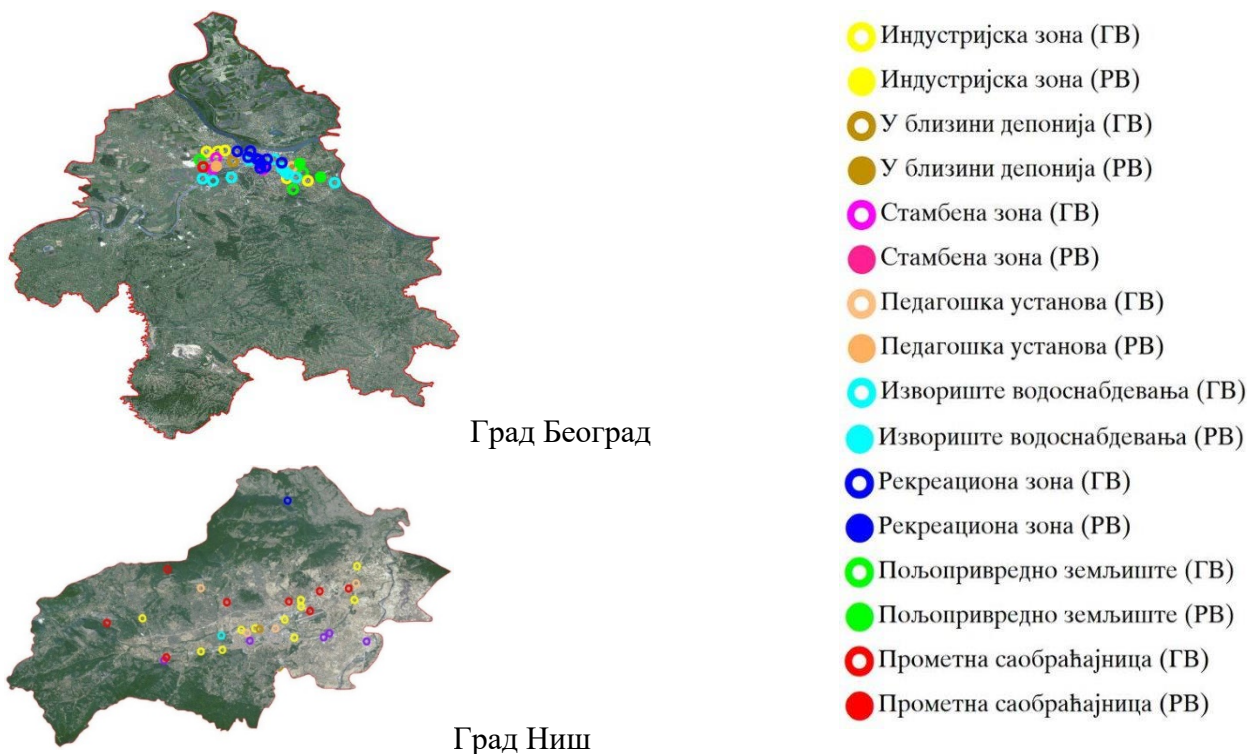 Град Београд
Град Ниш
Индустријска зона (ГВ)
Индустријска зона (РВ)
У близини депонија (ГВ)
У близини депонија (РВ)
Стамбена зона (ГВ)
Стамбена зона (РВ)
Педагошка установа (ГВ)
Педагошка установа (РВ)
Извориште водоснабдевања (ГВ)
Извориште водоснабдевања (РВ)
Рекреациона зона (ГВ)
Рекреациона зона (РВ)
Пољопривредно земљиште (ГВ)
Пољопривредно земљиште (РВ)
Прометна саобраћајница (ГВ)
Прометна саобраћајница (РВ)